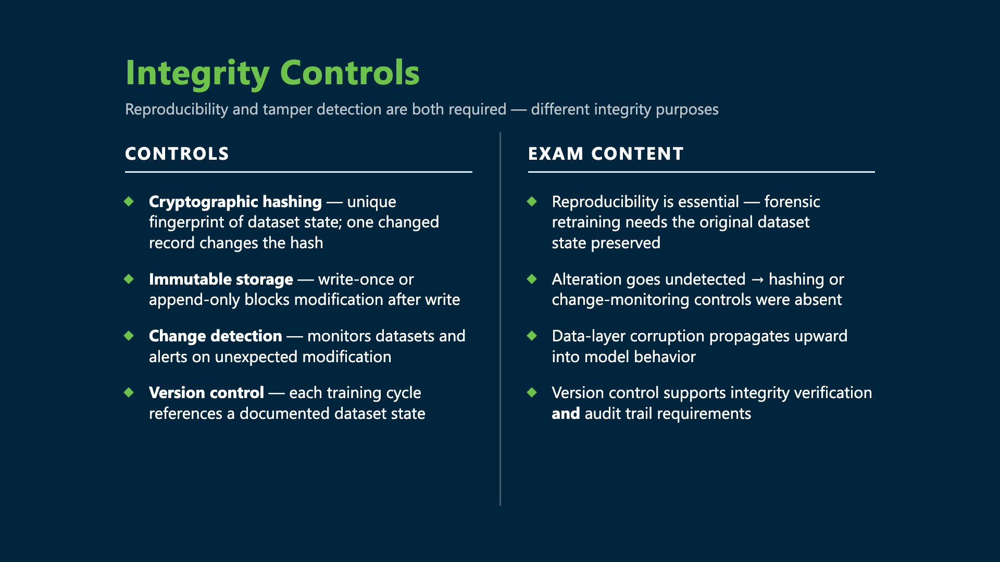 Integrity Controls
Reproducibility and tamper detection are both required — different integrity purposes
CONTROLS
Cryptographic hashing — unique
fingerprint of dataset state; one changed
record changes the hash
Immutable storage — write-once or
append-only blocks modification after write
Change detection — monitors datasets and
alerts on unexpected modification
Version control — each training cycle
references a documented dataset state
EXAM CONTENT
Reproducibility is essential — forensic
retraining needs the original dataset
state preserved
Alteration goes undetected → hashing or
change-monitoring controls were absent
Data-layer corruption propagates upward
into model behavior
Version control supports integrity verification
and audit trail requirements